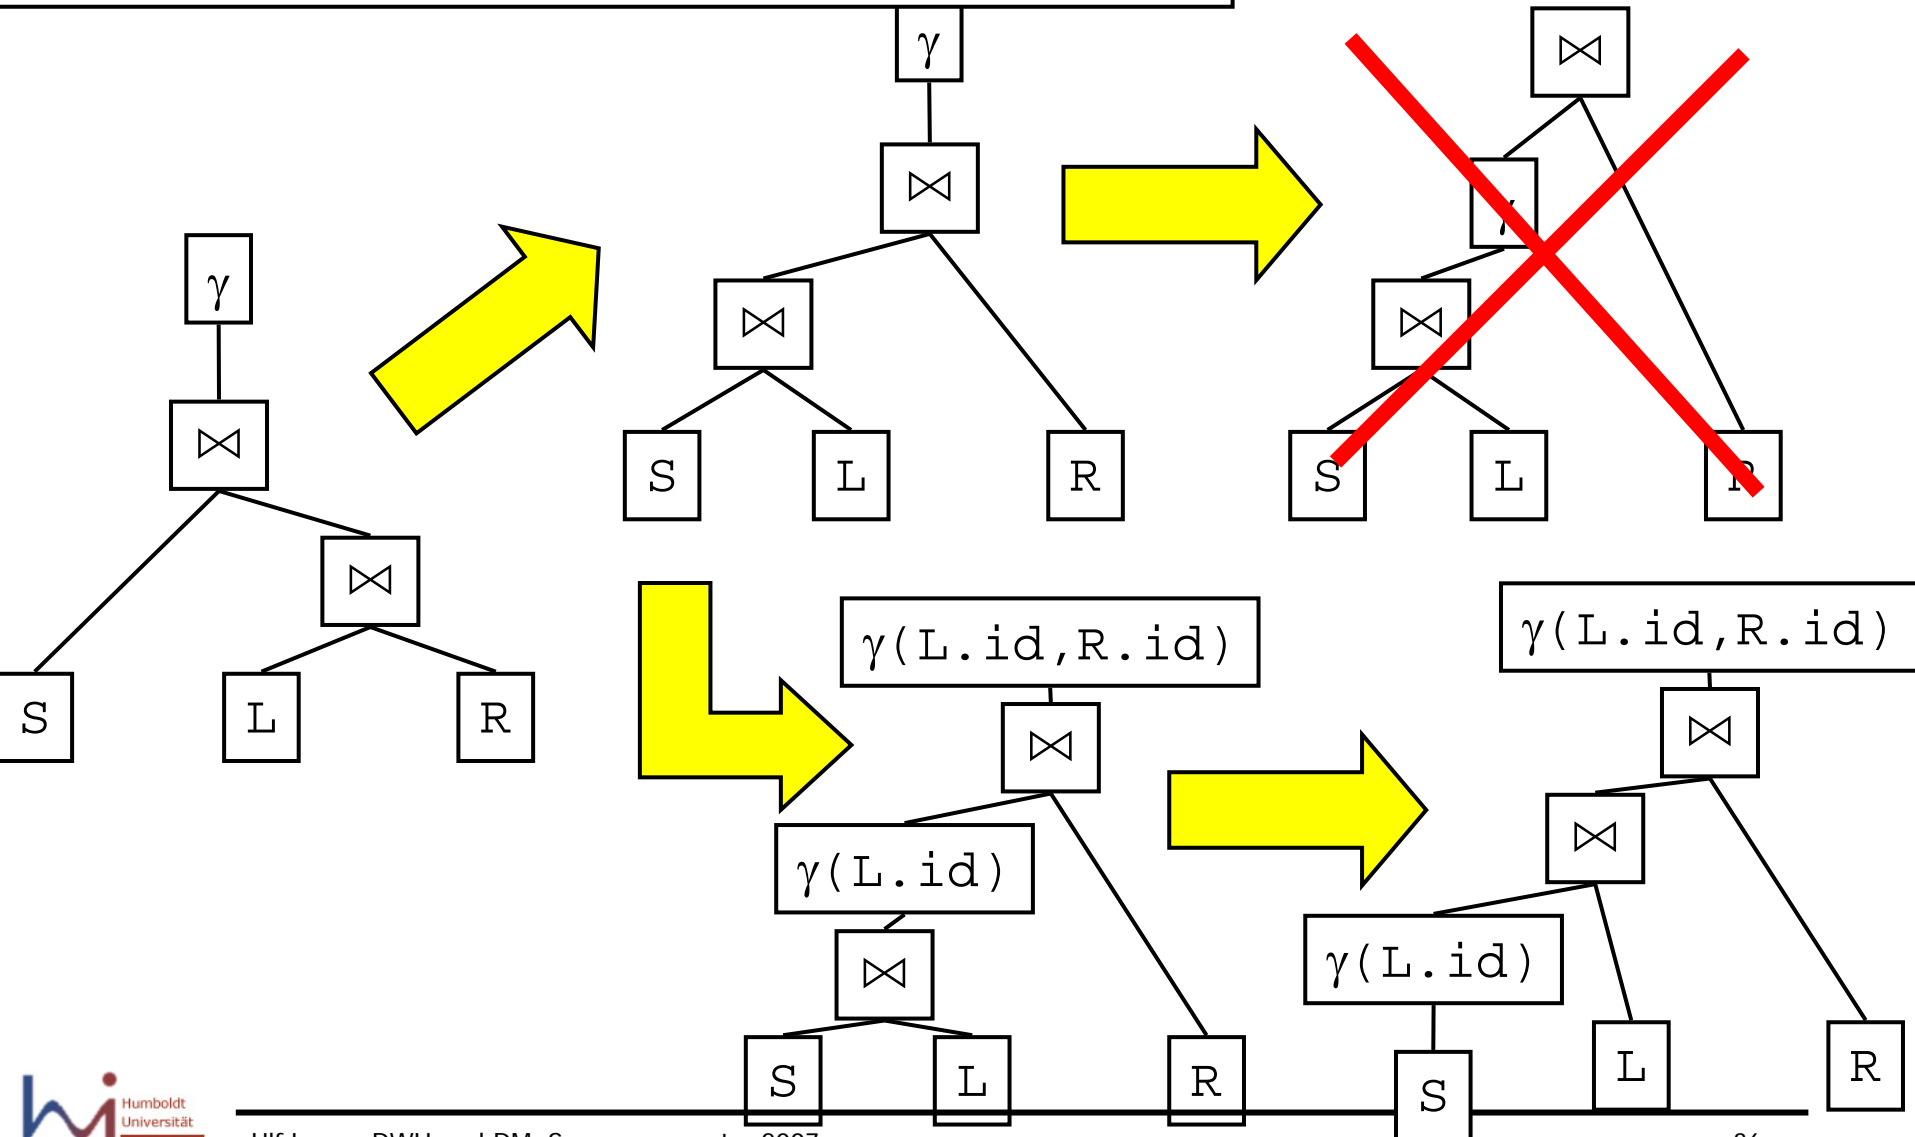 γ
⋈
γ
⋈
γ
⋈
⋈
⋈
S L R
S L R
γ
⋈
⋈
S L R
γ(L.id,R.id)
⋈
γ(L.id)
⋈
S L R
γ(L.id,R.id)
⋈
⋈
γ(L.id)
S L R
Humboldt
Universität